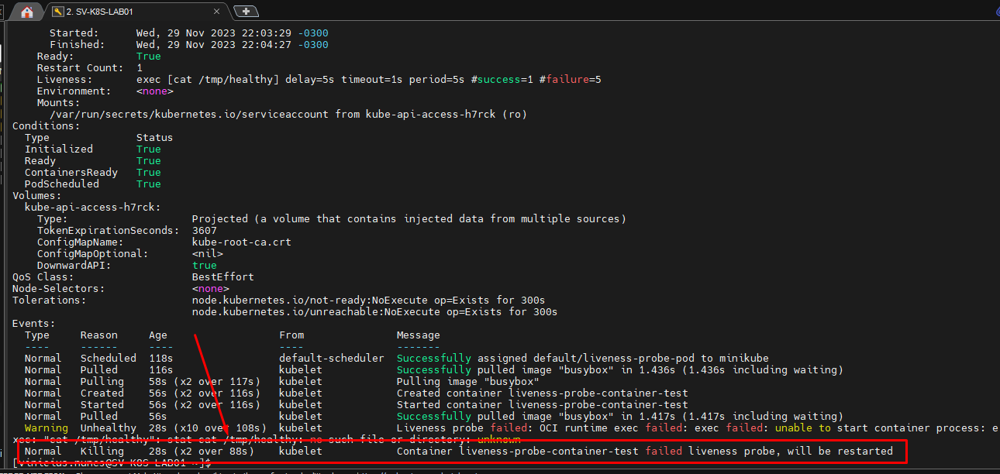 2. SV-K8S-LAB01
Started: Wed, 29 Nov 2023 22:03:29 -0300
Finished: Wed, 29 Nov 2023 22:04:27 -0300
Ready: True
Restart Count: 1
Liveness: exec [cat /tmp/healthy] delay=5s timeout=1s period=5s #success=1 #failure=5
Environment: <none>
Mounts:
/var/run/secrets/kubernetes.io/serviceaccount from kube-api-access-h7rck (ro)
Conditions:
Type Status
Initialized True
Ready True
ContainersReady True
PodScheduled True
Volumes:
kube-api-access-h7rck:
Type: Projected (a volume that contains injected data from multiple sources)
TokenExpirationSeconds: 3607
ConfigMapName: kube-root-ca.crt
ConfigMapOptional: <nil>
DownwardAPI: true
QoS Class: BestEffort
Node-Selectors: <none>
Tolerations: node.kubernetes.io/not-ready:NoExecute op=Exists for 300s
node.kubernetes.io/unreachable:NoExecute op=Exists for 300s
Events:
Type Reason Age From Message
---- ------ ---- ---- -------
Normal Scheduled 118s default-scheduler Successfully assigned default/liveness-probe-pod to minikube
Normal Pulled 116s kubelet Successfully pulled image "busybox" in 1.436s (1.436s including waiting)
Normal Pulling 58s (x2 over 117s) kubelet Pulling image "busybox"
Normal Created 56s (x2 over 116s) kubelet Created container liveness-probe-container-test
Normal Started 56s (x2 over 116s) kubelet Started container liveness-probe-container-test
Normal Pulled 56s kubelet Successfully pulled image "busybox" in 1.417s (1.417s including waiting)
Warning Unhealthy 28s (x10 over 108s) kubelet Liveness probe failed: OCI runtime exec failed: exec failed: unable to start container process: e
xec: "cat /tmp/healthy": stat cat /tmp/healthy: no such file or directory: unknown
Normal Killing 28s (x2 over 88s) kubelet Container liveness-probe-container-test failed liveness probe, will be restarted
[vinicius.nunes@SV-K8S-LAB01 ~]$